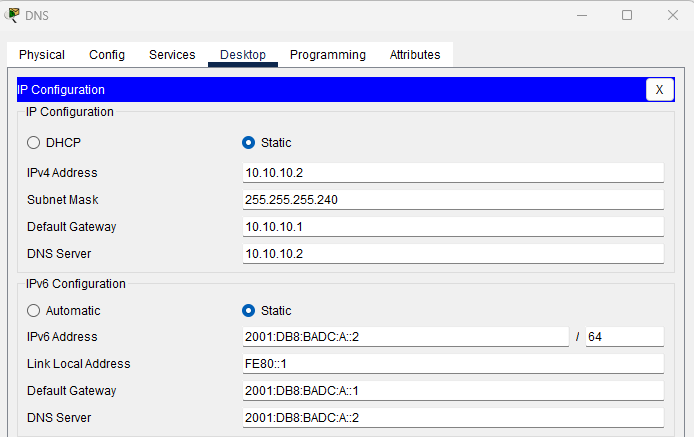 DNS
Physical Config Services Desktop Programming Attributes
IP Configuration X
IP Configuration
DHCP Static
IPv4 Address 10.10.10.2
Subnet Mask 255.255.255.240
Default Gateway 10.10.10.1
DNS Server 10.10.10.2
IPv6 Configuration
Automatic Static
IPv6 Address 2001:DB8:BADC:A::2 / 64
Link Local Address FE80::1
Default Gateway 2001:DB8:BADC:A::1
DNS Server 2001:DB8:BADC:A::2